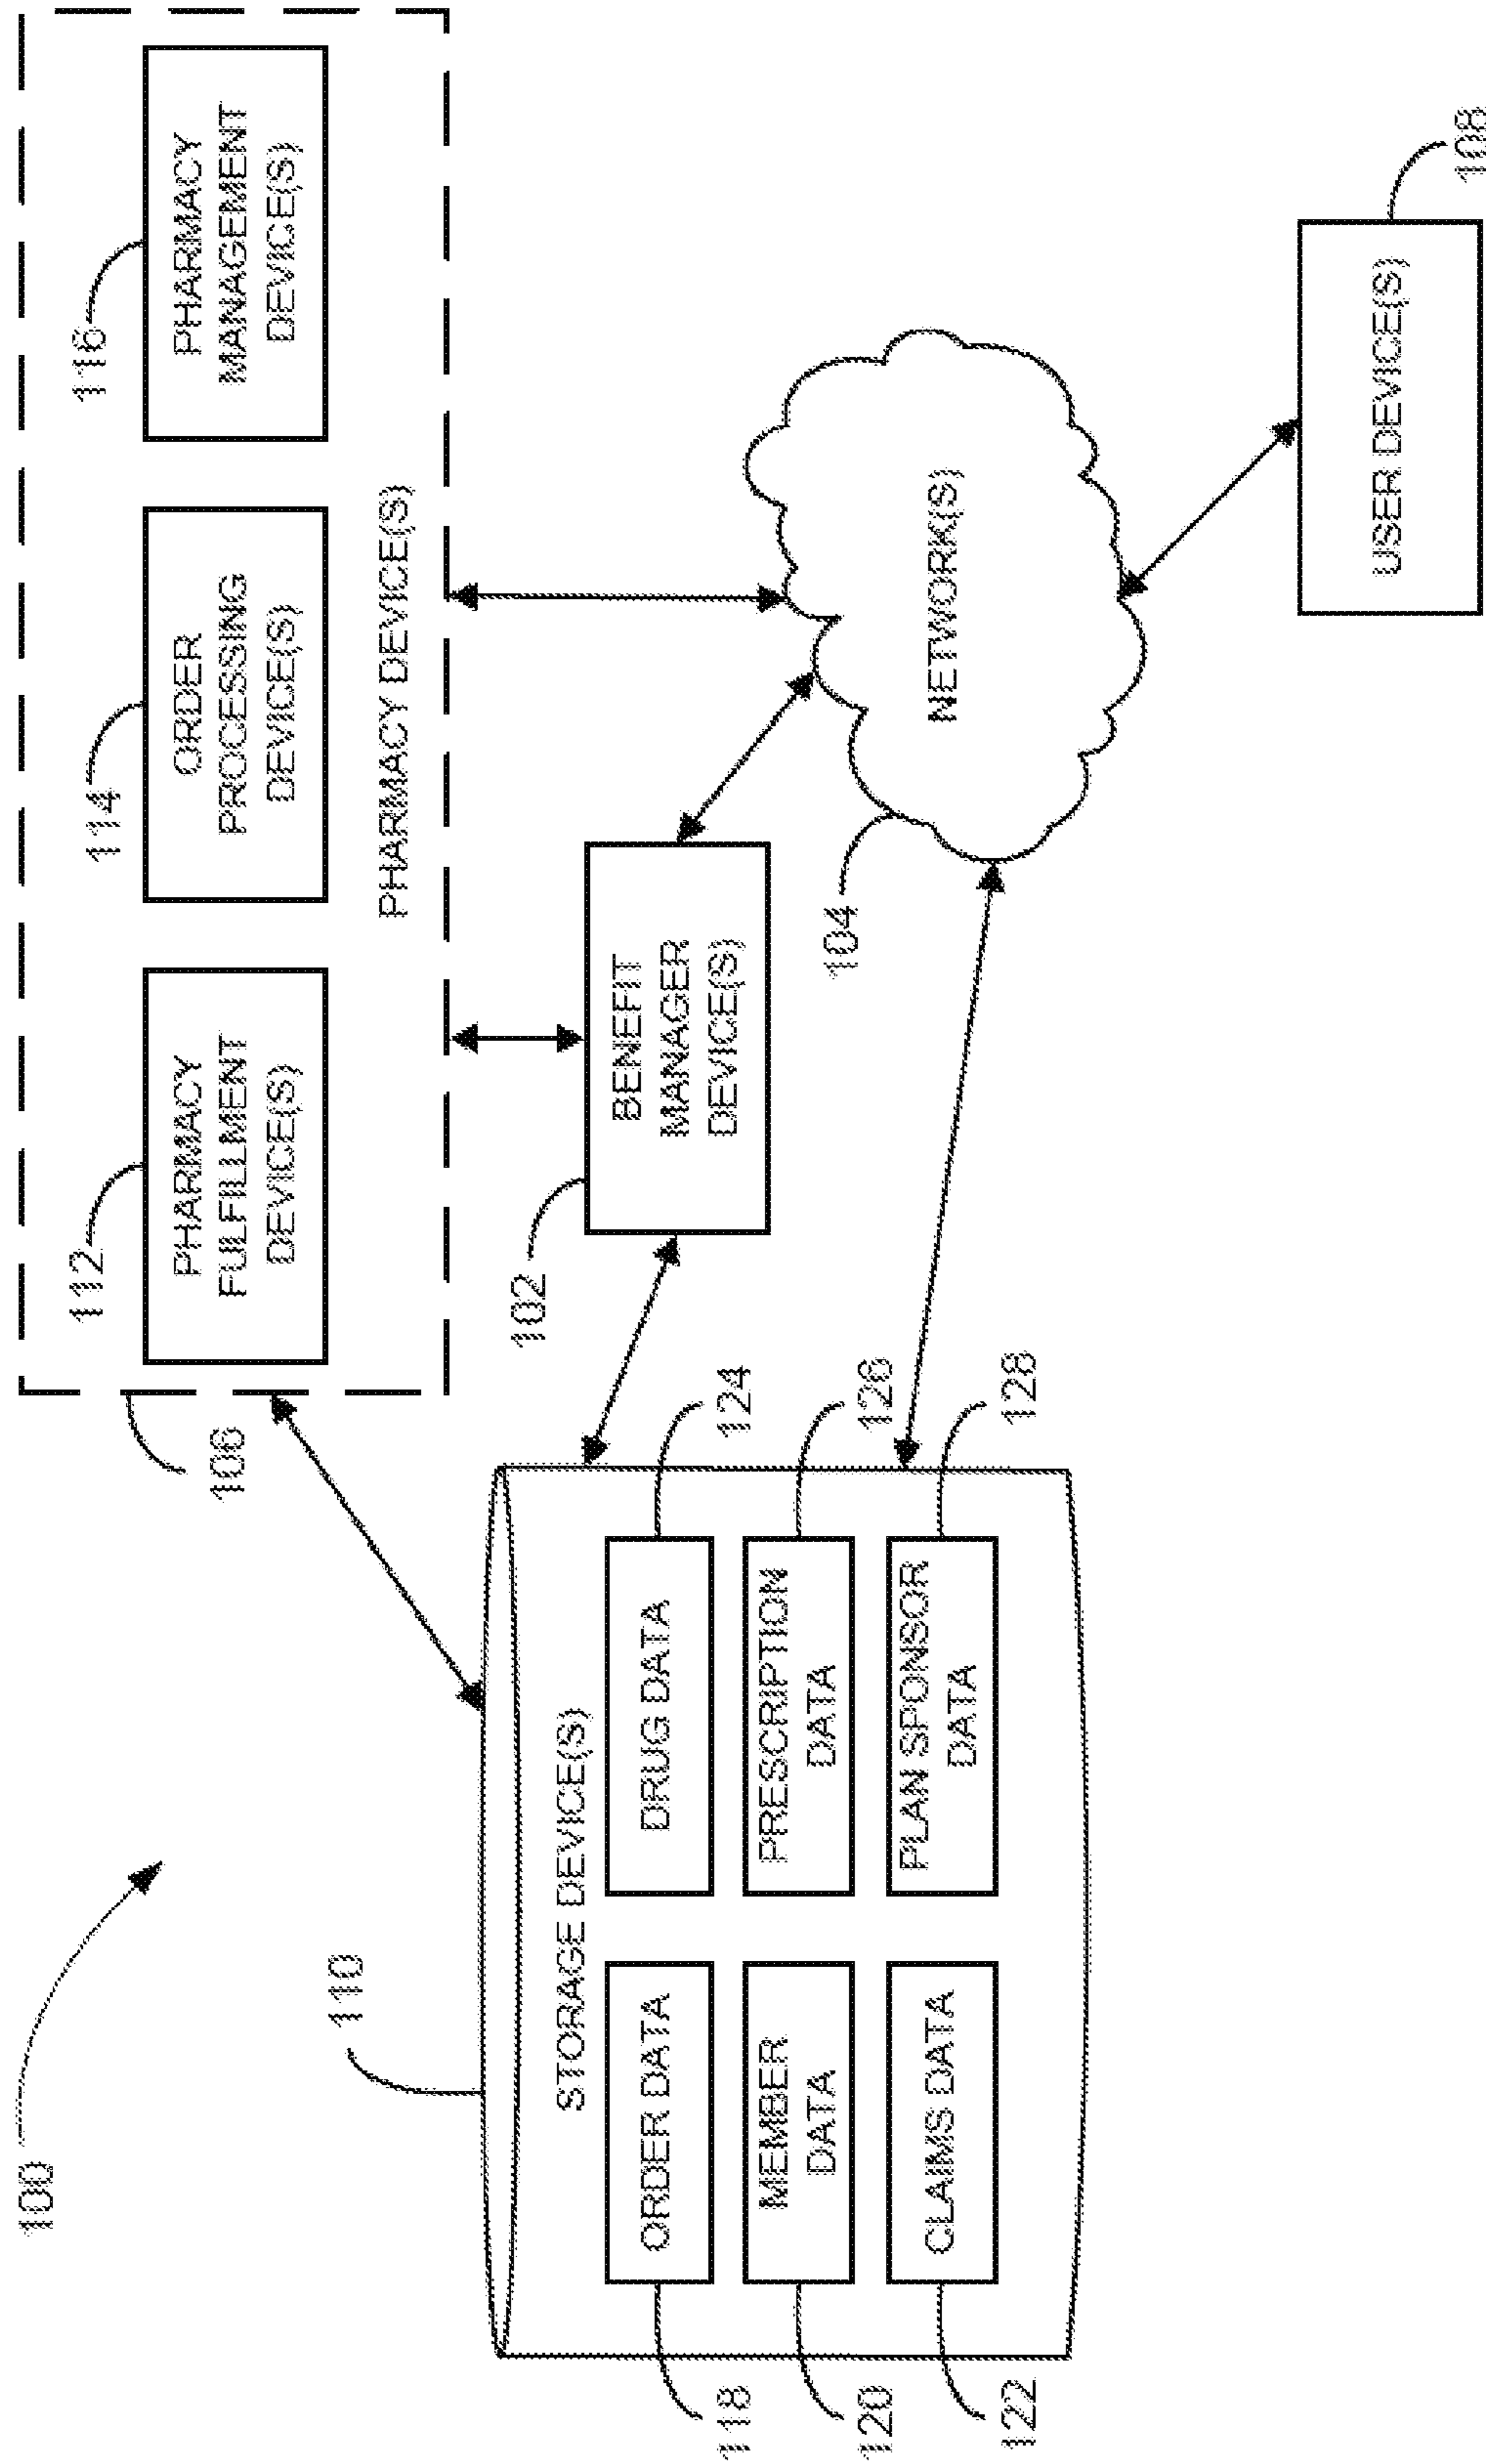 100
110
STORAGE DEVICE(S)
118
ORDER DATA
DRUG DATA
124
120
MEMBER
DATA
PRESCRIPTION
DATA
126
122
CLAIMS DATA
PLAN SPONSOR
DATA
128
106
112
PHARMACY
FULFILLMENT
DEVICE(S)
114
ORDER
PROCESSING
DEVICE(S)
116
PHARMACY
MANAGEMENT
DEVICE(S)
PHARMACY DEVICE(S)
102
BENEFIT
MANAGER
DEVICE(S)
104
NETWORK(S)
USER DEVICE(S)
108